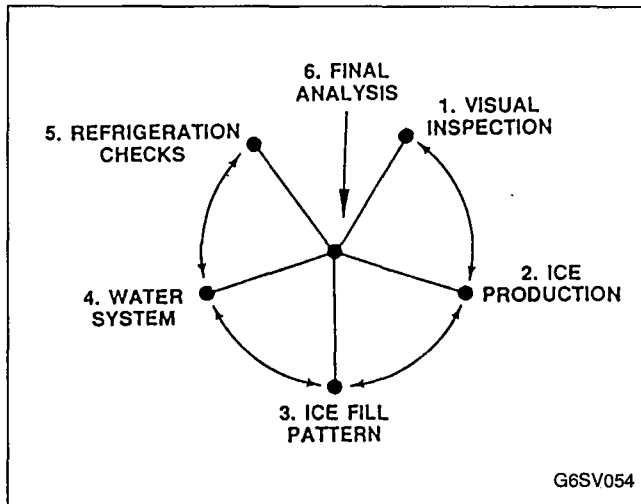 6. FINAL
ANALYSIS
1. VISUAL
INSPECTION
5. REFRIGERATION
CHECKS
2. ICE
PRODUCTION
4. WATER
SYSTEM
3. ICE FILL
PATTERN
G6SV054